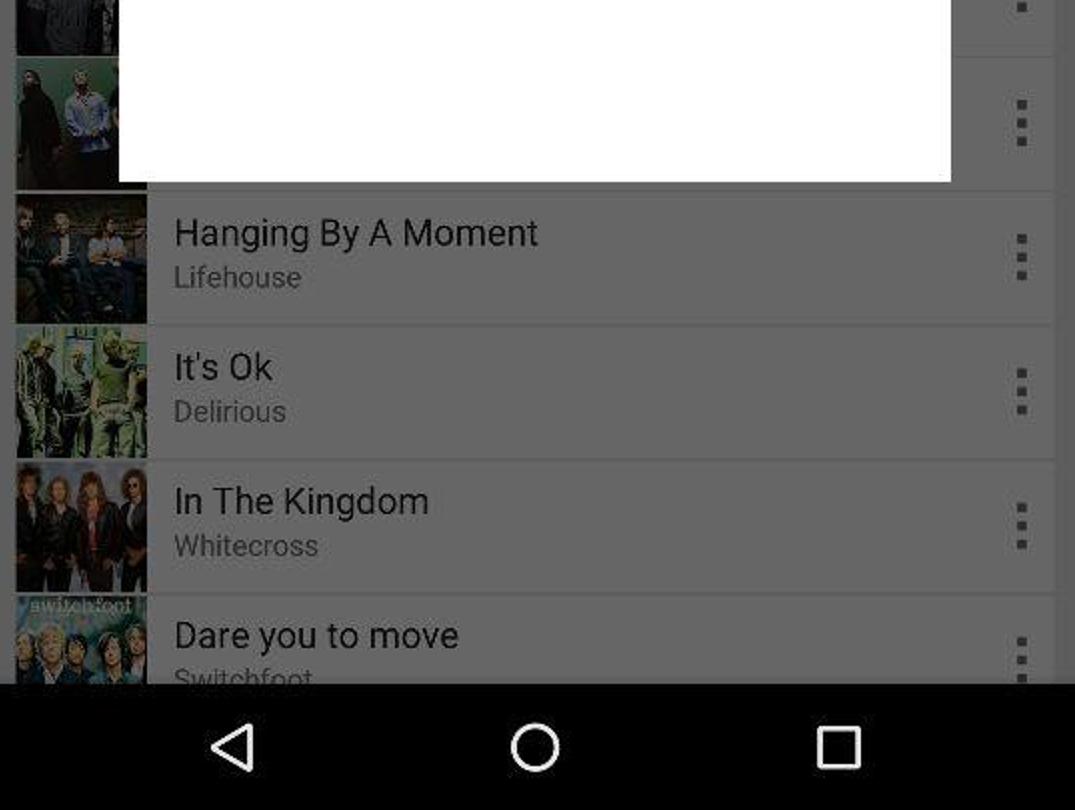 Hanging By A Moment
Lifehouse
It's Ok
Delirious
In The Kingdom
Whitecross
switchfoot
Dare you to move
Switchfoot